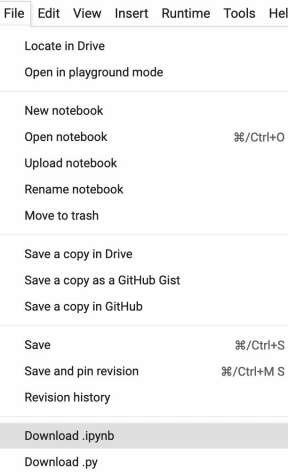 File Edit View Insert Runtime Tools Hel
Locate in Drive
Open in playground mode
New notebook
Open notebook ⌘/Ctrl+O
Upload notebook
Rename notebook
Move to trash
Save a copy in Drive
Save a copy as a GitHub Gist
Save a copy in GitHub
Save ⌘/Ctrl+S
Save and pin revision ⌘/Ctrl+M S
Revision history
Download .ipynb
Download .py